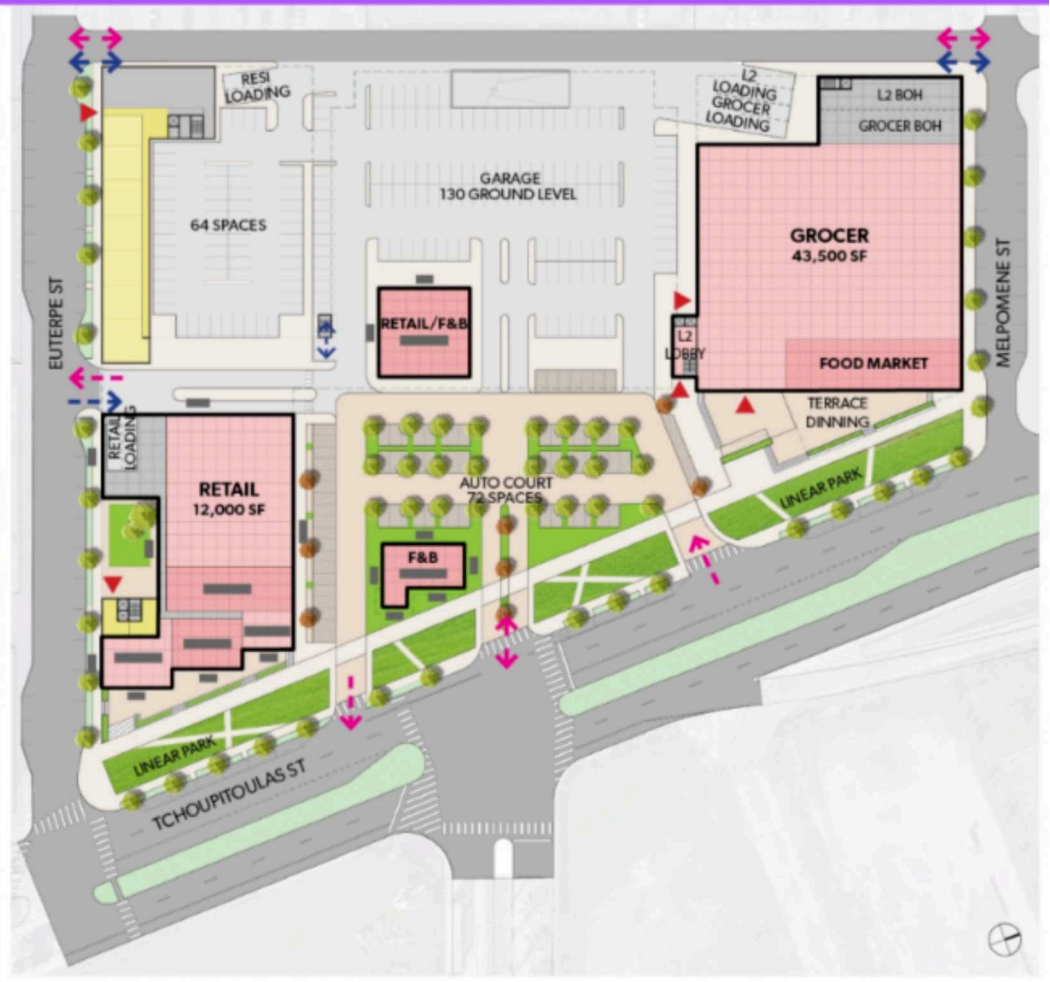 RESI
LOADING
L2
LOADING
GROCER
LOADING
L2 BOH
GROCER BOH
GARAGE
130 GROUND LEVEL
64 SPACES
GROCER
43,500 SF
EUTERPE ST
MELPOMENE ST
RETAIL/F&B
L2
LOBBY
FOOD MARKET
TERRACE
DINNING
RETAIL
LOADING
RETAIL
12,000 SF
AUTO COURT
72 SPACES
LINEAR PARK
F&B
LINEAR PARK
TCHOUPITOULAS ST